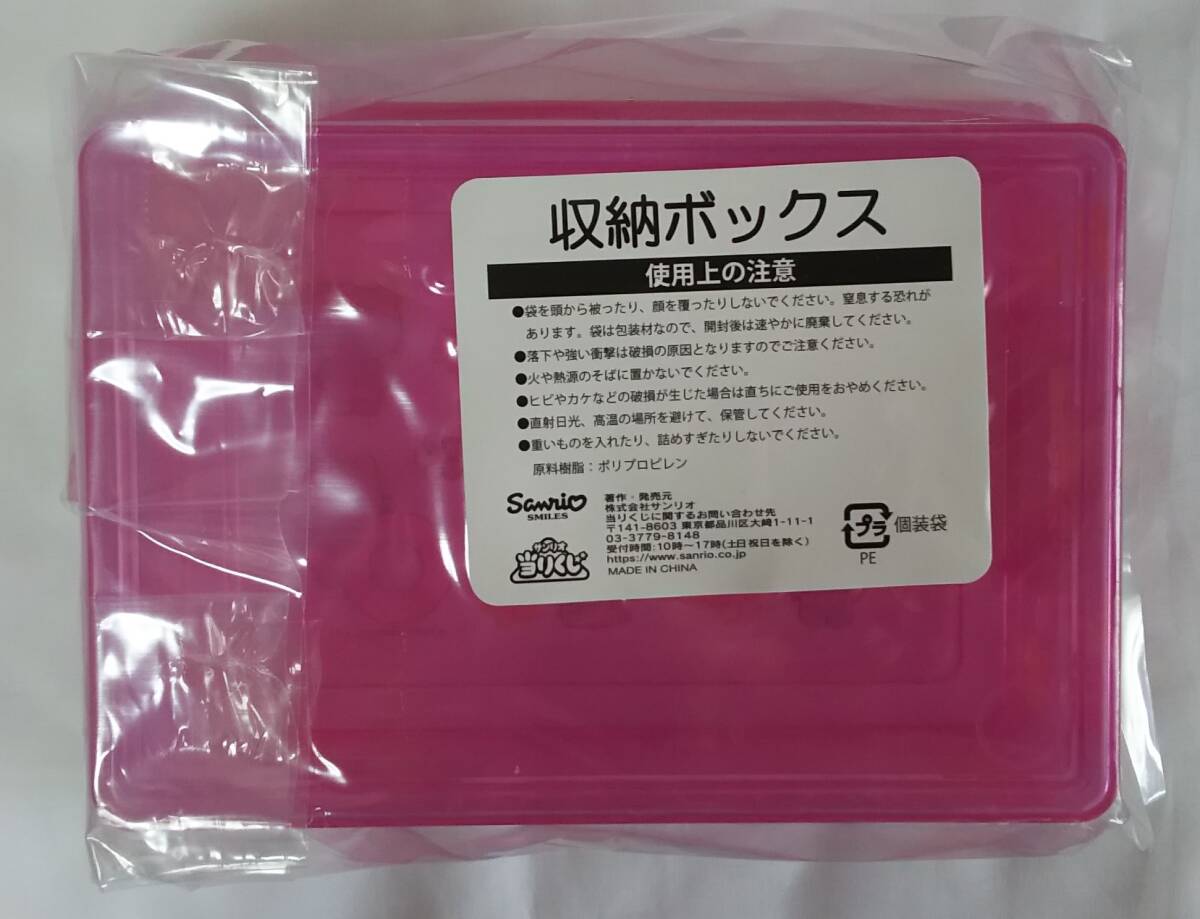 収納ボックス
使用上の注意
●袋を頭から被ったり、顔を覆ったりしないでください。窒息する恐れが
あります。袋は包装材なので、開封後は速やかに廃棄してください。
●落下や強い衝撃は破損の原因となりますのでご注意ください。
●火や熱源のそばに置かないでください。
●ヒビやカケなどの破損が生じた場合は直ちにご使用をおやめください。
●直射日光、高温の場所を避けて、保管してください。
●重いものを入れたり、詰めすぎたりしないでください。
原料樹脂：ポリプロピレン
Sanrio
SMILES
サンリオ
当りくじ
著作・発売元
株式会社サンリオ
当りくじに関するお問い合わせ先
〒141-8603 東京都品川区大崎1-11-1
03-3779-8148
受付時間:10時～17時(土日祝日を除く)
https://www.sanrio.co.jp
MADE IN CHINA
プラ 個装袋
PE